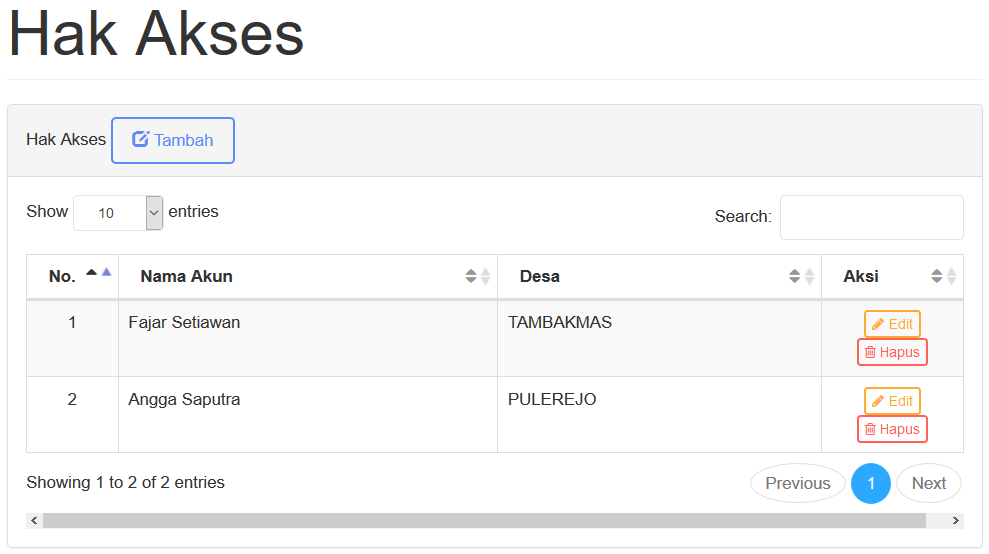 Hak Akses
Hak Akses Tambah
Show 10 entries
Search:
No. Nama Akun Desa Aksi
1 Fajar Setiawan TAMBAKMAS Edit
Hapus
2 Angga Saputra PULEREJO Edit
Hapus
Showing 1 to 2 of 2 entries
Previous 1 Next